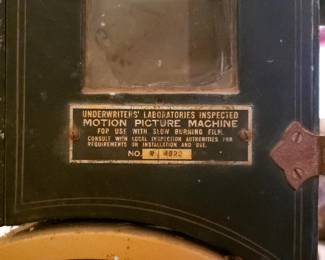 UNDERWRITERS' LABORATORIES INSPECTED
MOTION PICTURE MACHINE
FOR USE WITH SLOW BURNING FILM.
CONSULT WITH LOCAL INSPECTION AUTHORITIES FOR
REQUIREMENTS ON INSTALLATION AND USE.
NO.